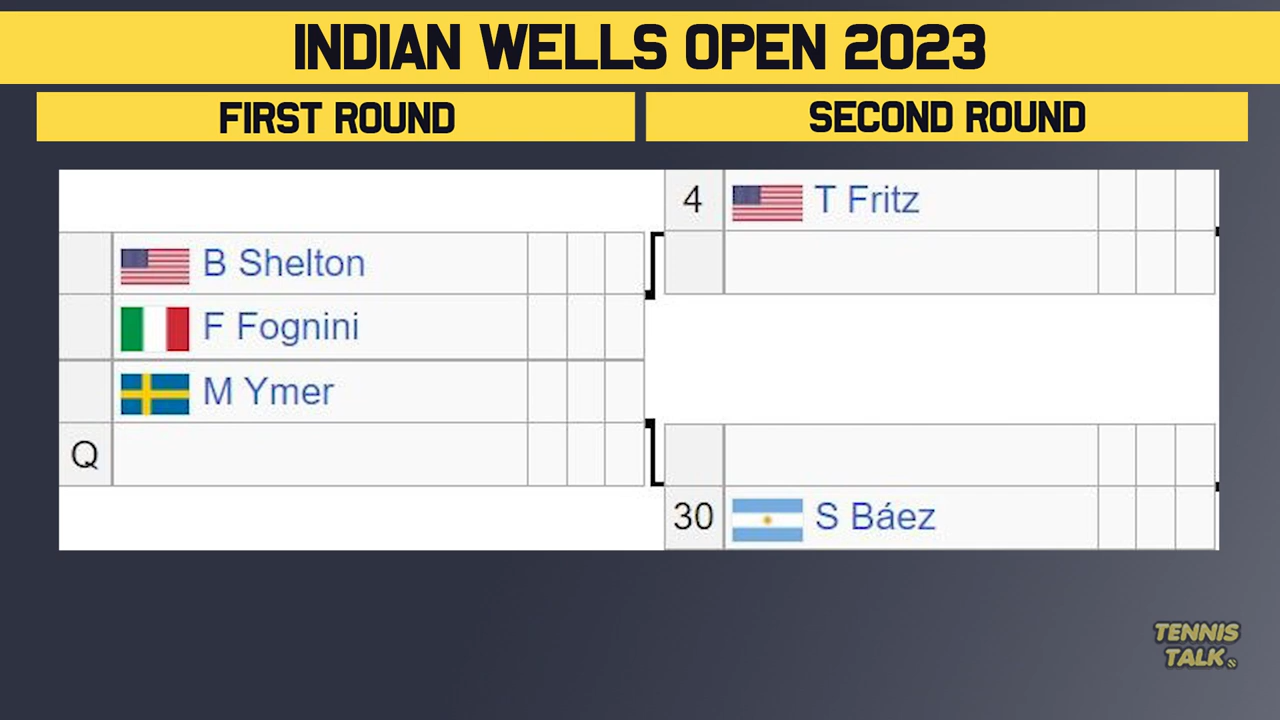 INDIAN WELLS OPEN 2023
FIRST ROUND
SECOND ROUND
4 T Fritz
B Shelton
F Fognini
M Ymer
Q
30 S Báez
TENNIS
TALK